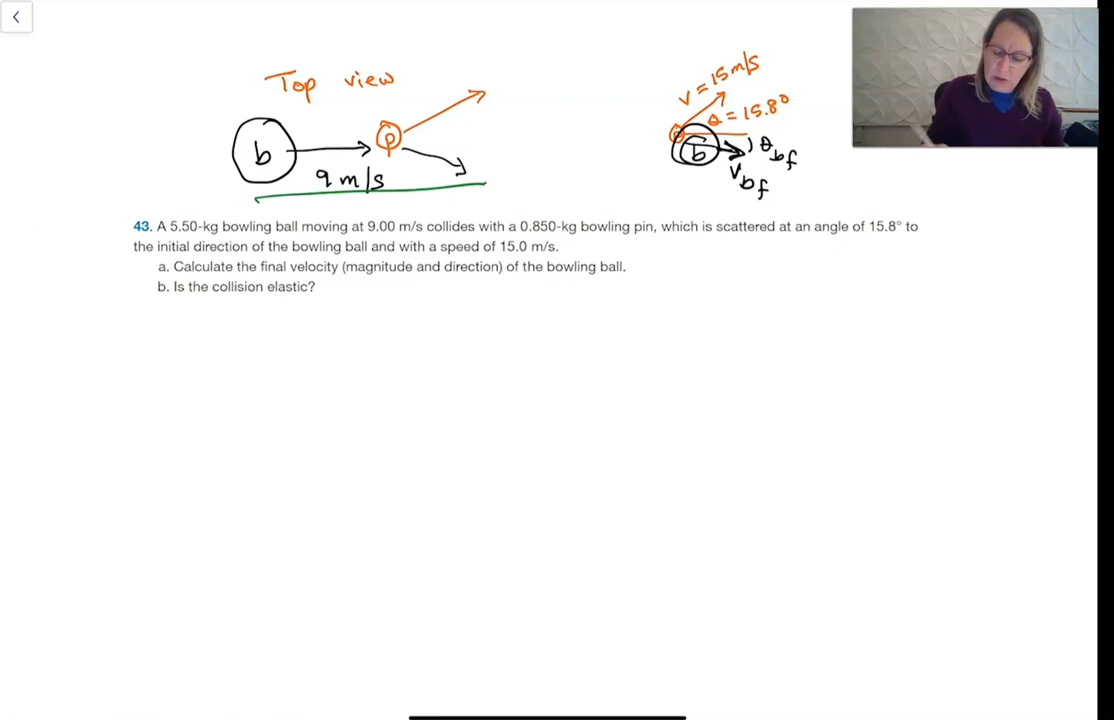 Top view
b
p
9 m/s
v = 15 m/s
θ = 15.8°
p
b
θbf
vbf
43. A 5.50-kg bowling ball moving at 9.00 m/s collides with a 0.850-kg bowling pin, which is scattered at an angle of 15.8° to
the initial direction of the bowling ball and with a speed of 15.0 m/s.
a. Calculate the final velocity (magnitude and direction) of the bowling ball.
b. Is the collision elastic?